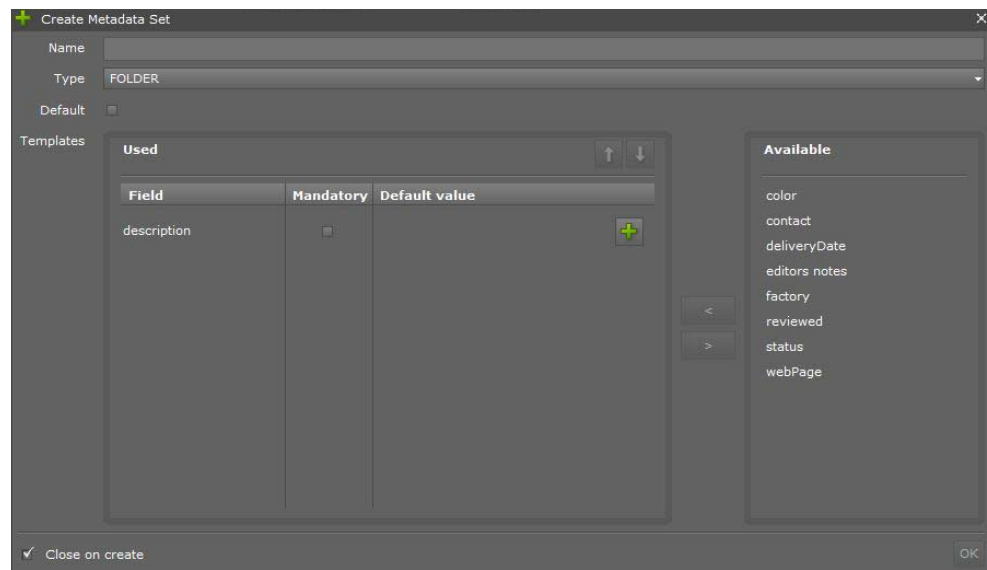 Create Metadata Set
Name
Type FOLDER
Default
Templates
Used
Field Mandatory Default value
description
<
>
Available
color
contact
deliveryDate
editors notes
factory
reviewed
status
webPage
Close on create
OK